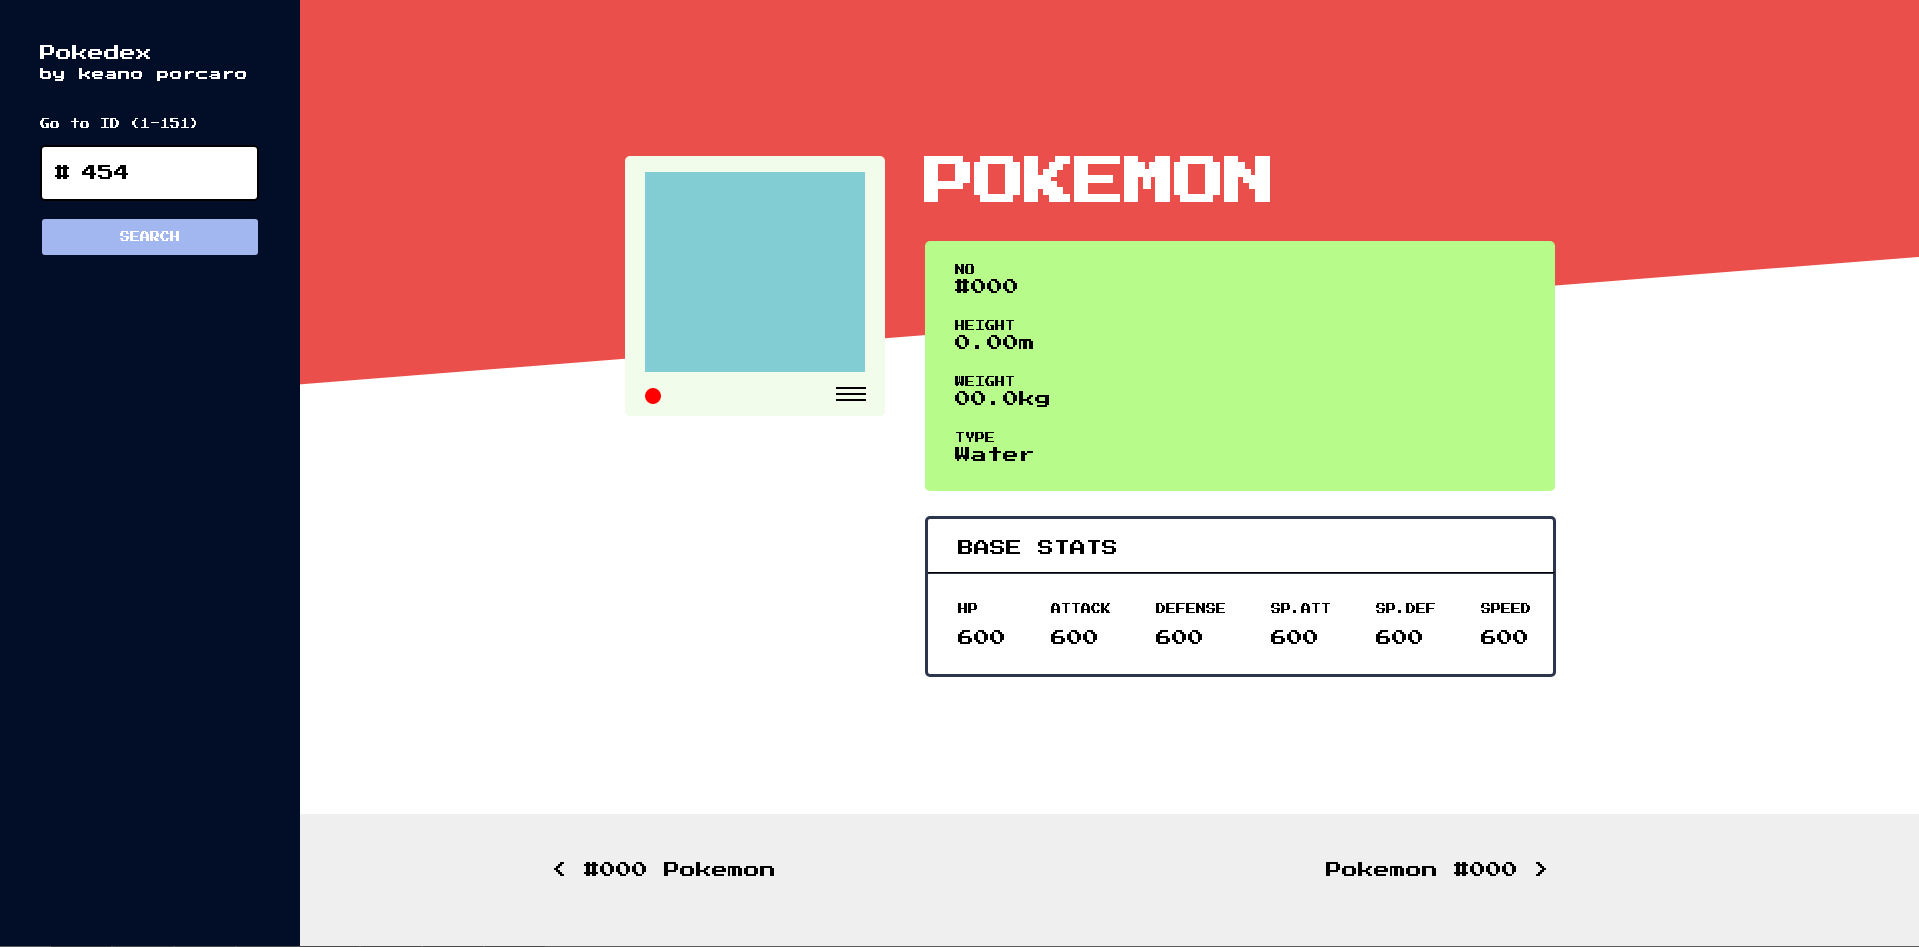 Pokedex
by keano porcaro
Go to ID (1-151)
# 454
SEARCH
POKEMON
NO
#000
HEIGHT
0.00m
WEIGHT
00.0kg
TYPE
Water
BASE STATS
HP ATTACK DEFENSE SP.ATT SP.DEF SPEED
600 600 600 600 600 600
< #000 Pokemon
Pokemon #000 >